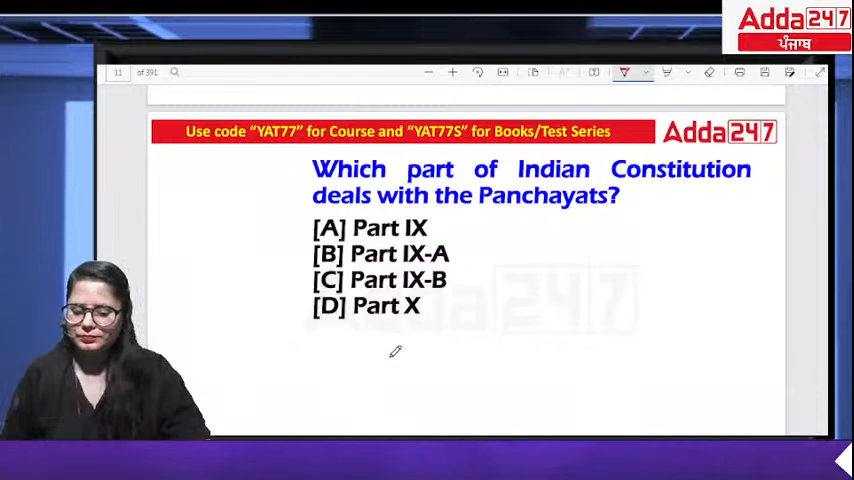 Adda247
ਪੰਜਾਬ
11 of 391
Use code "YAT77" for Course and "YAT77S" for Books/Test Series
Adda247
Which part of Indian Constitution
deals with the Panchayats?
[A] Part IX
[B] Part IX-A
[C] Part IX-B
[D] Part X
Adda247